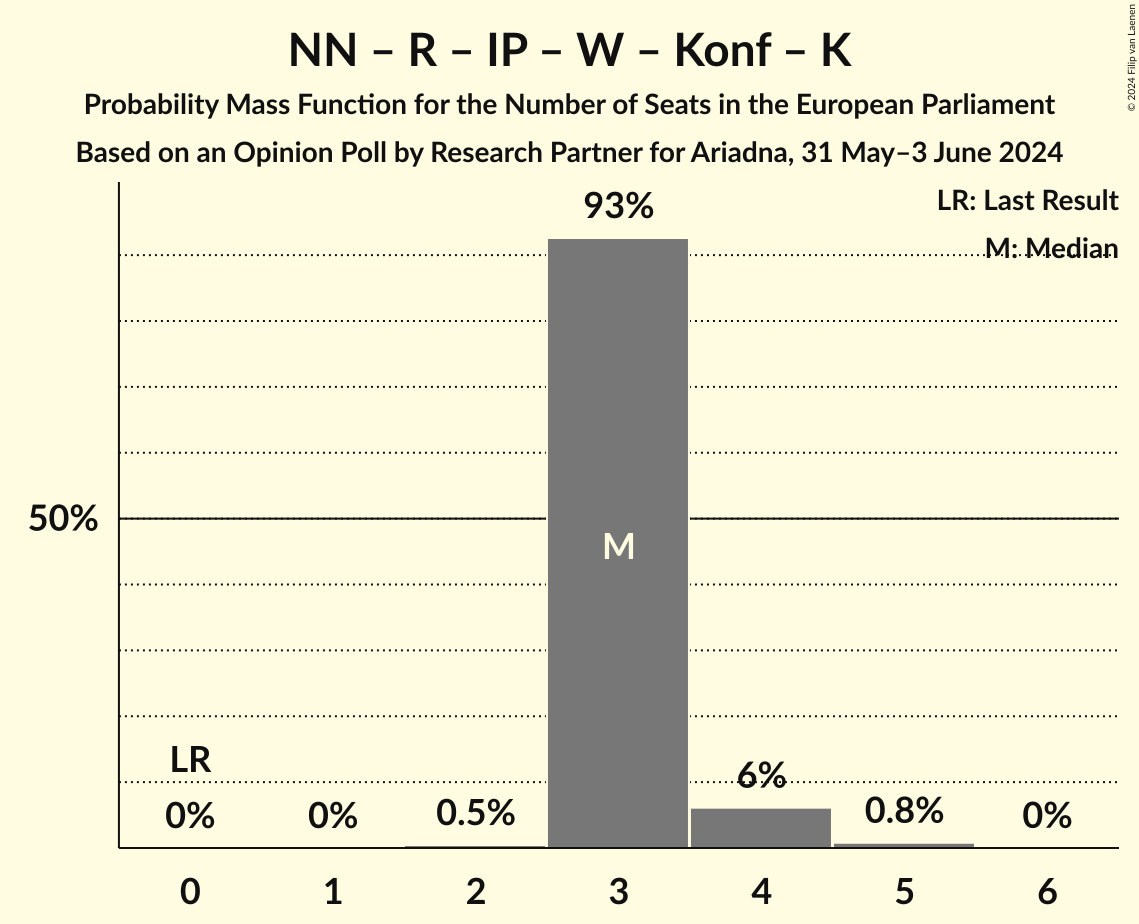 NN – R – IP – W – Konf – K
Probability Mass Function for the Number of Seats in the European Parliament
Based on an Opinion Poll by Research Partner for Ariadna, 31 May–3 June 2024
© 2024 Filip van Laenen
LR: Last Result
M: Median
93%
50%
M
LR
0%
0%
0.5%
6%
0.8%
0%
0 1 2 3 4 5 6